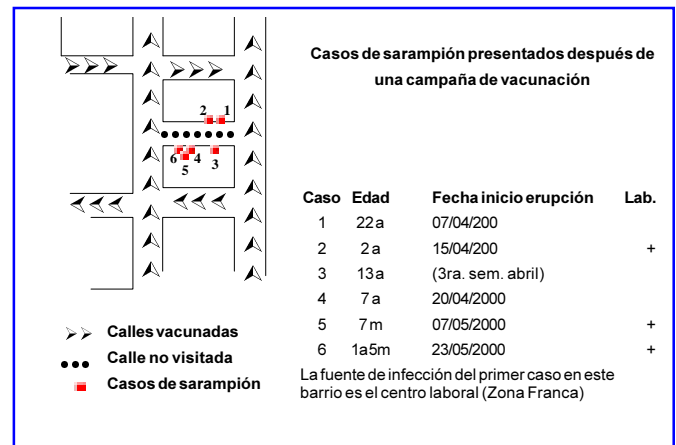 Casos de sarampión presentados después de
una campaña de vacunación
2 1
6 4 3
5
Caso Edad Fecha inicio erupción Lab.
1 22 a 07/04/200
2 2 a 15/04/200 +
3 13 a (3ra. sem. abril)
4 7 a 20/04/2000
5 7 m 07/05/2000 +
6 1a5m 23/05/2000 +
La fuente de infección del primer caso en este
barrio es el centro laboral (Zona Franca)
Calles vacunadas
Calle no visitada
Casos de sarampión